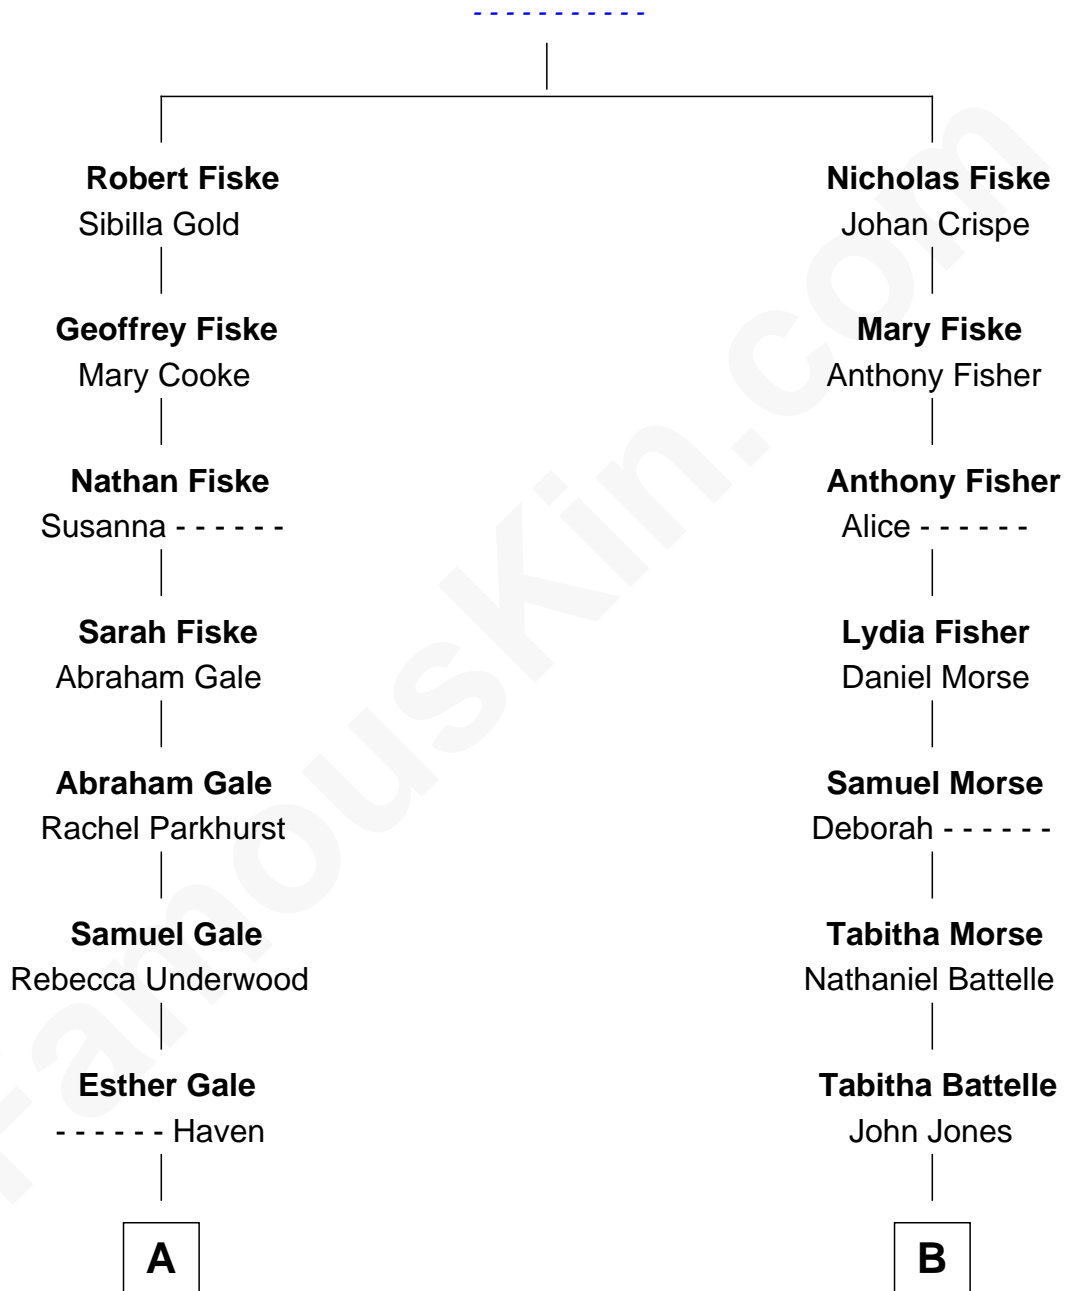 - - - - - - - - - - -
Robert Fiske
Sibilla Gold
Nicholas Fiske
Johan Crispe
Geoffrey Fiske
Mary Cooke
Mary Fiske
Anthony Fisher
Nathan Fiske
Susanna - - - - - -
Anthony Fisher
Alice - - - - - -
Sarah Fiske
Abraham Gale
Lydia Fisher
Daniel Morse
Abraham Gale
Rachel Parkhurst
Samuel Morse
Deborah - - - - - -
Samuel Gale
Rebecca Underwood
Tabitha Morse
Nathaniel Battelle
Esther Gale
- - - - - - Haven
Tabitha Battelle
John Jones
A
B
FamousKin.com